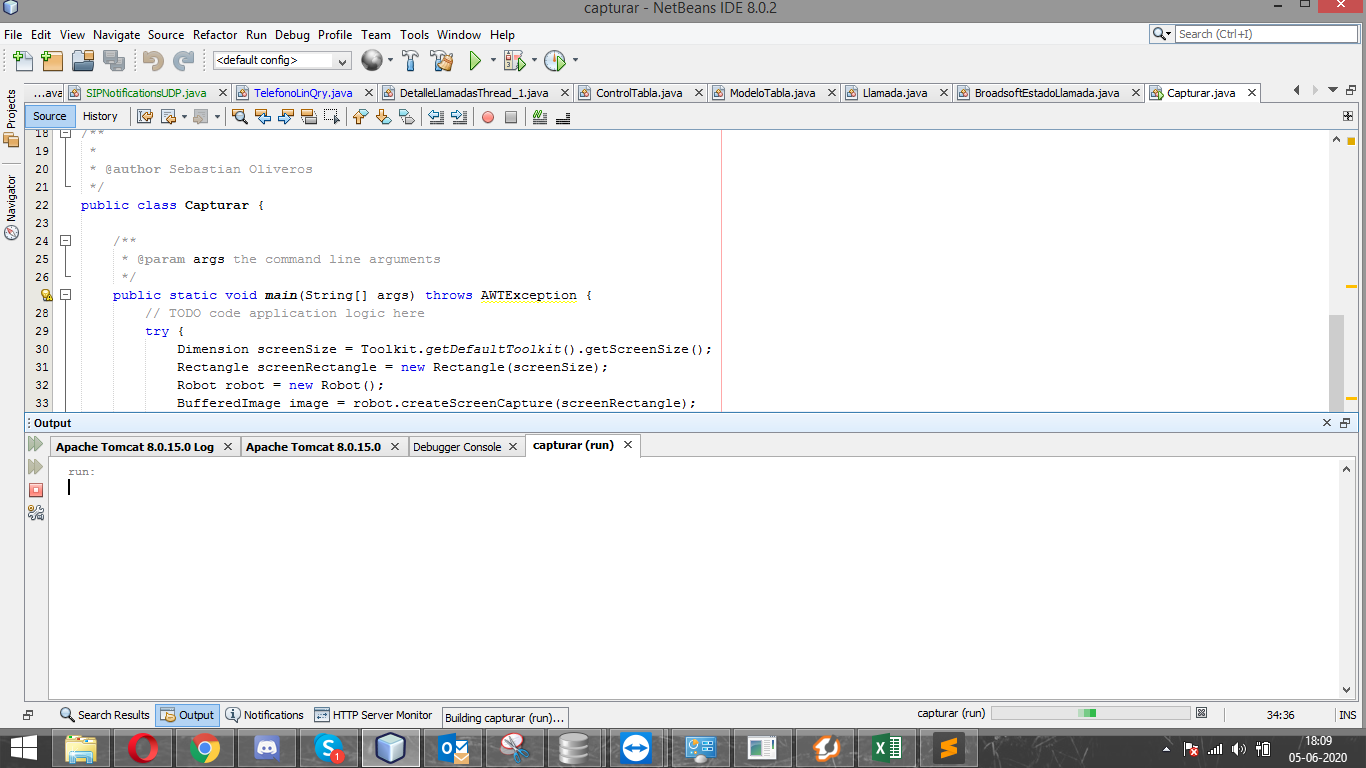 capturar - NetBeans IDE 8.0.2
File Edit View Navigate Source Refactor Run Debug Profile Team Tools Window Help
Search (Ctrl+I)
<default config>
...ava SIPNotificationsUDP.java TelefonoLinQry.java DetalleLlamadasThread_1.java ControlTabla.java ModeloTabla.java Llamada.java BroadsoftEstadoLlamada.java Capturar.java
Projects
Navigator
Source History
18 /**
19 *
20 * @author Sebastian Oliveros
21 */
22 public class Capturar {
23
24 /**
25 * @param args the command line arguments
26 */
public static void main(String[] args) throws AWTException {
28 // TODO code application logic here
29 try {
30 Dimension screenSize = Toolkit.getDefaultToolkit().getScreenSize();
31 Rectangle screenRectangle = new Rectangle(screenSize);
32 Robot robot = new Robot();
33 BufferedImage image = robot.createScreenCapture(screenRectangle);
Output
Apache Tomcat 8.0.15.0 Log Apache Tomcat 8.0.15.0 Debugger Console capturar (run)
run:
Search Results Output Notifications HTTP Server Monitor Building capturar (run)... capturar (run) 34:36 INS
1
18:09
05-06-2020